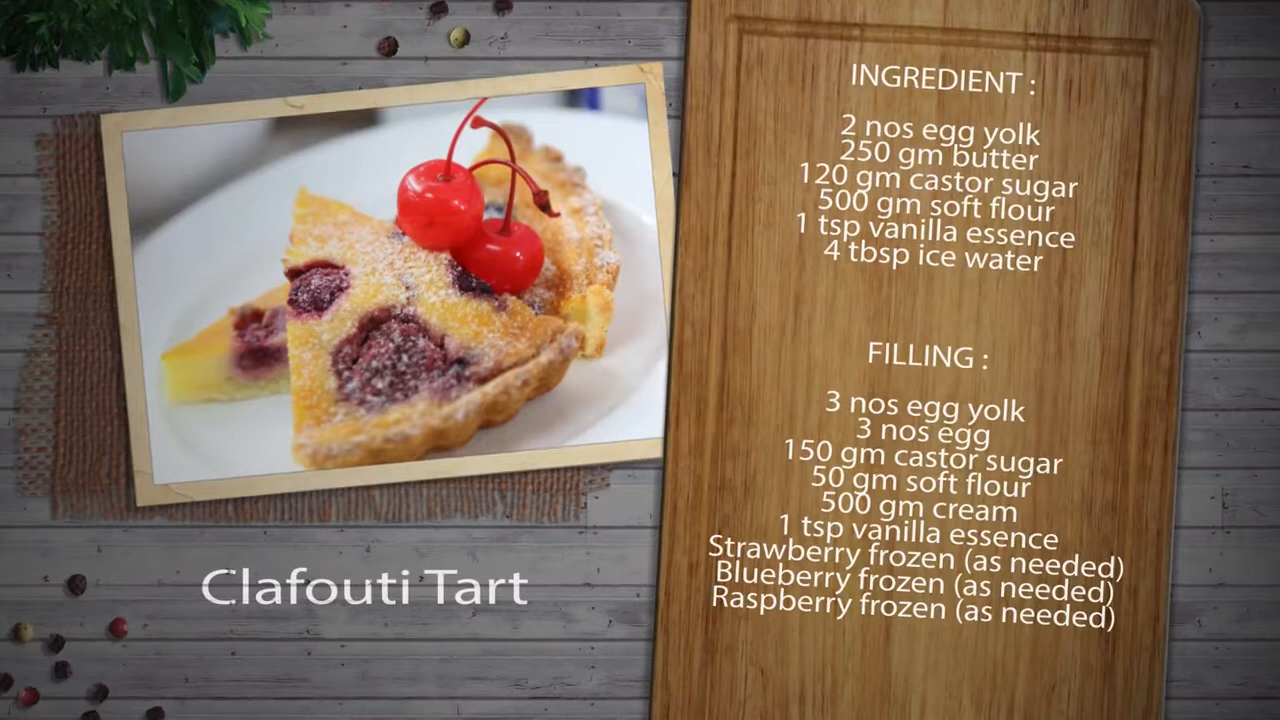 INGREDIENT :
2 nos egg yolk
250 gm butter
120 gm castor sugar
500 gm soft flour
1 tsp vanilla essence
4 tbsp ice water
FILLING :
3 nos egg yolk
3 nos egg
150 gm castor sugar
50 gm soft flour
500 gm cream
1 tsp vanilla essence
Strawberry frozen (as needed)
Blueberry frozen (as needed)
Raspberry frozen (as needed)
Clafouti Tart